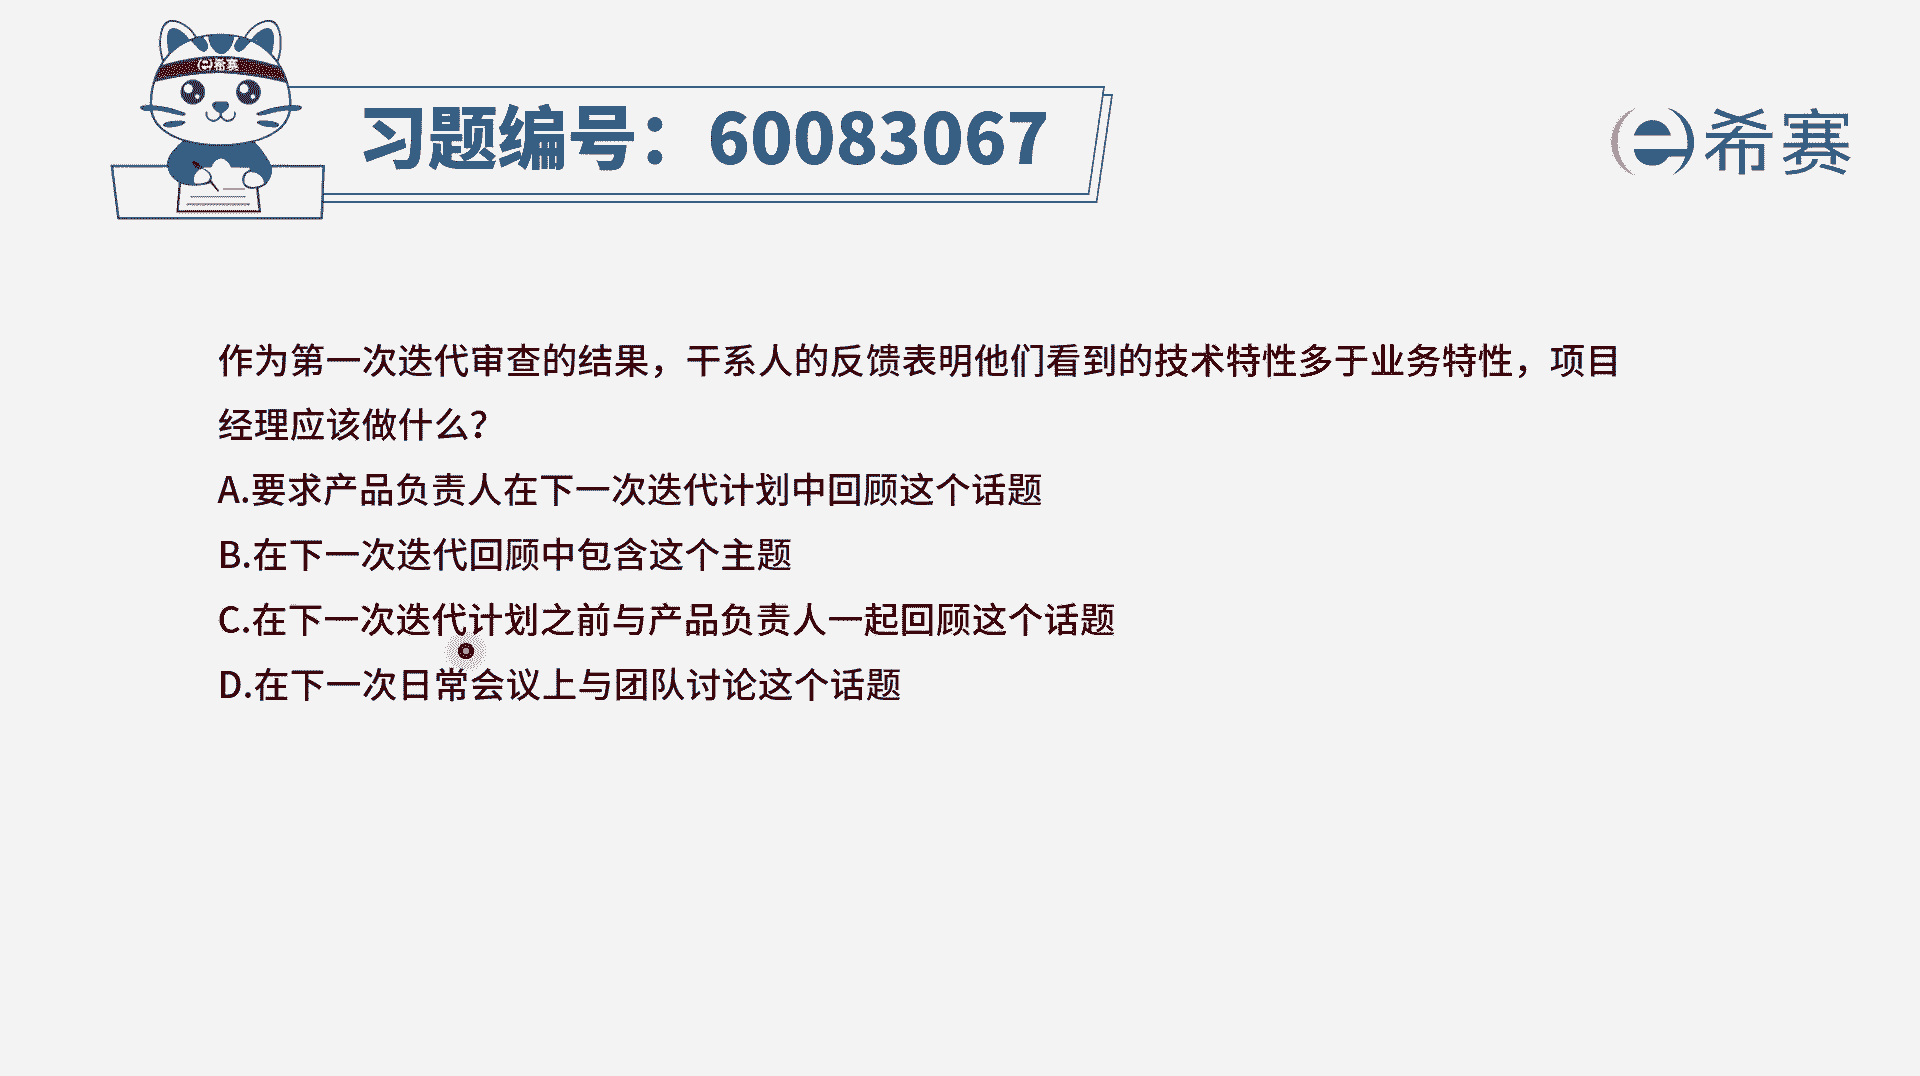 希赛
习题编号：60083067
希赛
作为第一次迭代审查的结果，干系人的反馈表明他们看到的技术特性多于业务特性，项目
经理应该做什么？
A.要求产品负责人在下一次迭代计划中回顾这个话题
B.在下一次迭代回顾中包含这个主题
C.在下一次迭代计划之前与产品负责人一起回顾这个话题
D.在下一次日常会议上与团队讨论这个话题